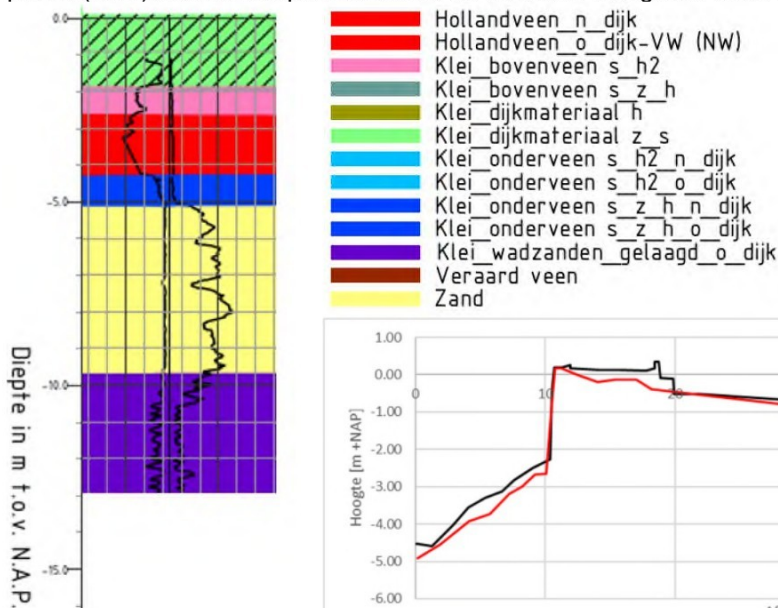 0.0
-5.0
-10.0
-15.0
Diepte in m t.o.v. N.A.P.
Hollandveen_n_dijk
Hollandveen_o_dijk-VW (NW)
Klei_bovenveen s_h2
Klei_bovenveen s_z_h
Klei_dijkmateriaal h
Klei_dijkmateriaal z_s
Klei_onderveen s_h2_n_dijk
Klei_onderveen s_h2_o_dijk
Klei_onderveen s_z_h_n_dijk
Klei_onderveen s_z_h_o_dijk
Klei_wadzanden_gelaagd_o_dijk
Veraard veen
Zand
Hoogte [m +NAP]
1.00
0.00
-1.00
-2.00
-3.00
-4.00
-5.00
-6.00
0
10
20